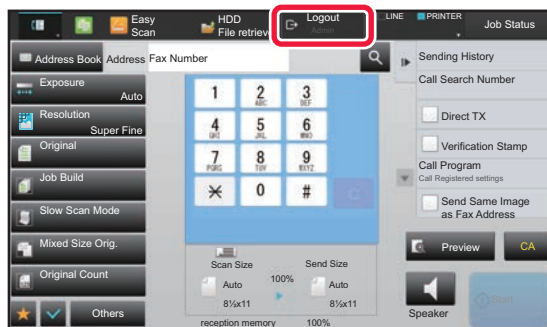 Easy
Scan
HDD
File retrieve
Logout
Admin
LINE
PRINTER
Job Status
Address Book
Address
Fax Number
Sending History
Call Search Number
Exposure
Auto
Resolution
Super Fine
Original
Job Build
Slow Scan Mode
Mixed Size Orig.
Original Count
Others
1
2
ABC
3
DEF
4
GHI
5
JKL
6
MNO
7
PQRS
8
TUV
9
WXYZ
0
#
Direct TX
Verification Stamp
Call Program
Call Registered settings
Send Same Image
as Fax Address
Scan Size
Send Size
Auto
100%
Auto
8½x11
8½x11
reception memory
100%
Preview
CA
Speaker
Start